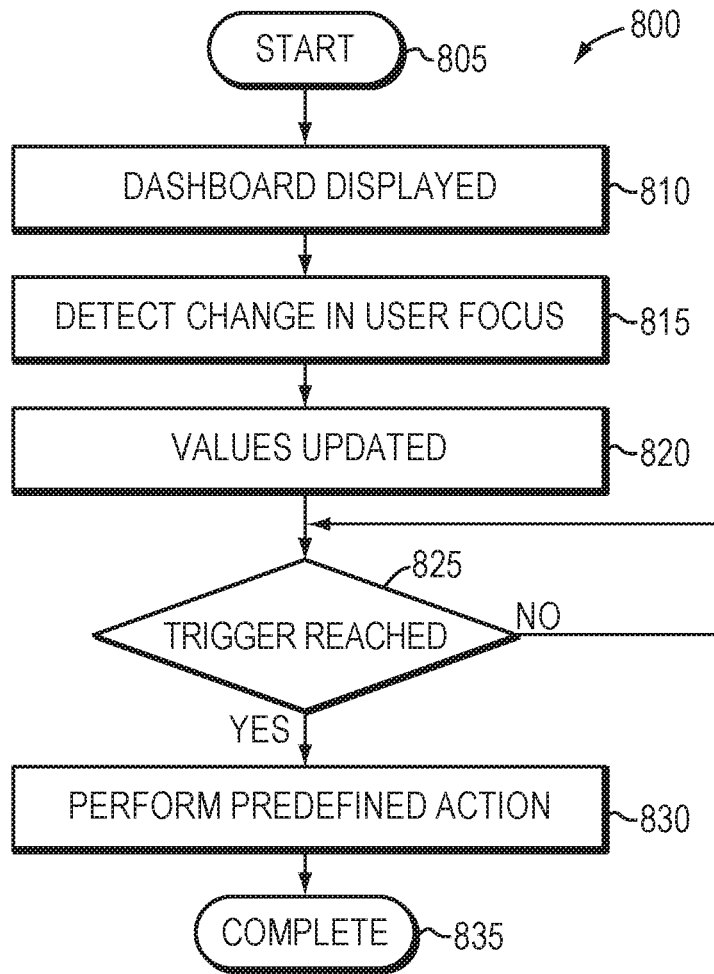 800
START
805
DASHBOARD DISPLAYED
810
DETECT CHANGE IN USER FOCUS
815
VALUES UPDATED
820
825
TRIGGER REACHED
NO
YES
PERFORM PREDEFINED ACTION
830
COMPLETE
835